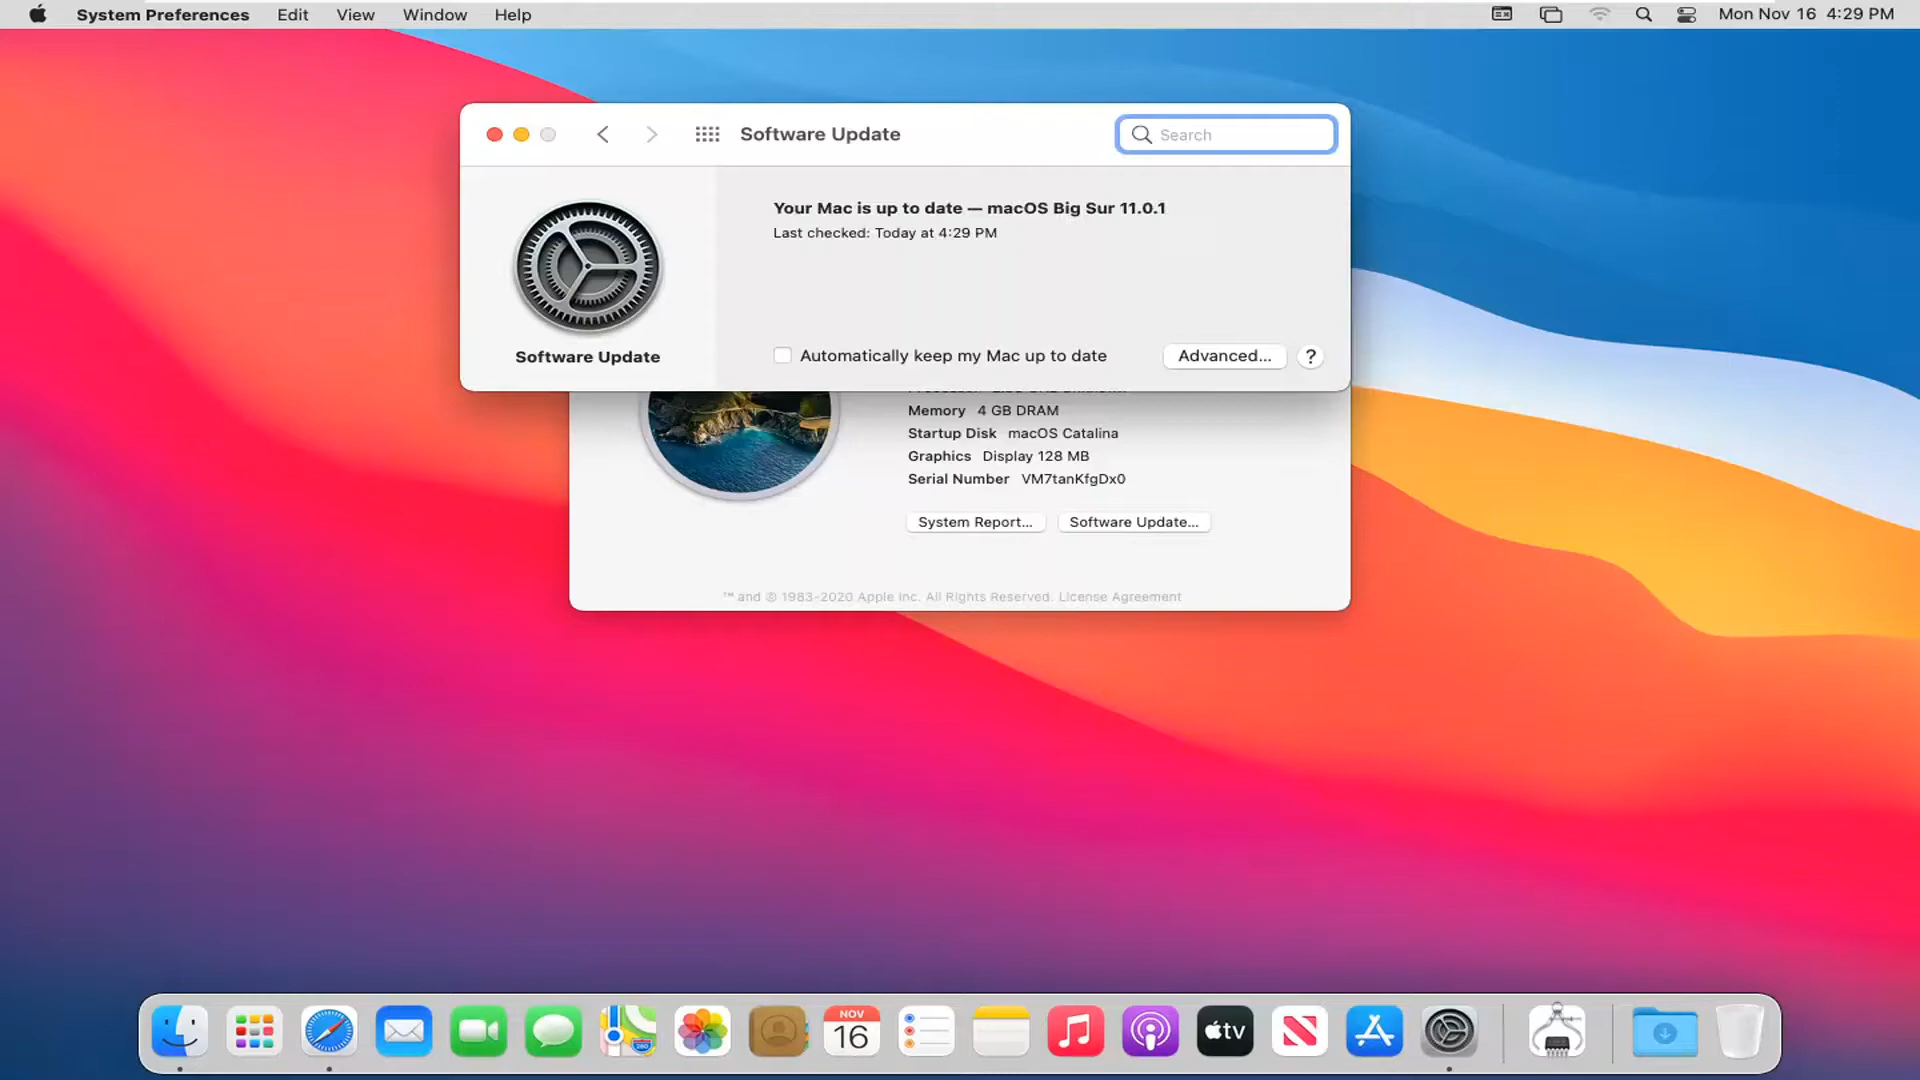 System Preferences Edit View Window Help Mon Nov 16 4:29 PM
Software Update
Search
Your Mac is up to date — macOS Big Sur 11.0.1
Last checked: Today at 4:29 PM
Software Update
Automatically keep my Mac up to date Advanced... ?
Memory 4 GB DRAM
Startup Disk macOS Catalina
Graphics Display 128 MB
Serial Number VM7tanKfgDx0
System Report... Software Update...
™ and © 1983-2020 Apple Inc. All Rights Reserved. License Agreement
280
NOV
16
tv